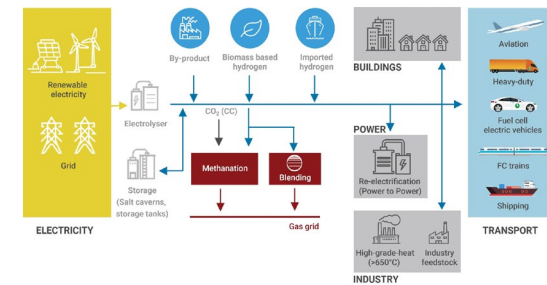 Renewable
electricity
Grid
ELECTRICITY
Electrolyser
Storage
(Salt caverns,
storage tanks)
By-product
Biomass based
hydrogen
Imported
hydrogen
CO₂ (CC)
Methanation
Blending
Gas grid
BUILDINGS
POWER
Re-electrification
(Power to Power)
High-grade-heat
(>650°C)
Industry
feedstock
INDUSTRY
Aviation
Heavy-duty
Fuel cell
electric vehicles
FC trains
Shipping
TRANSPORT